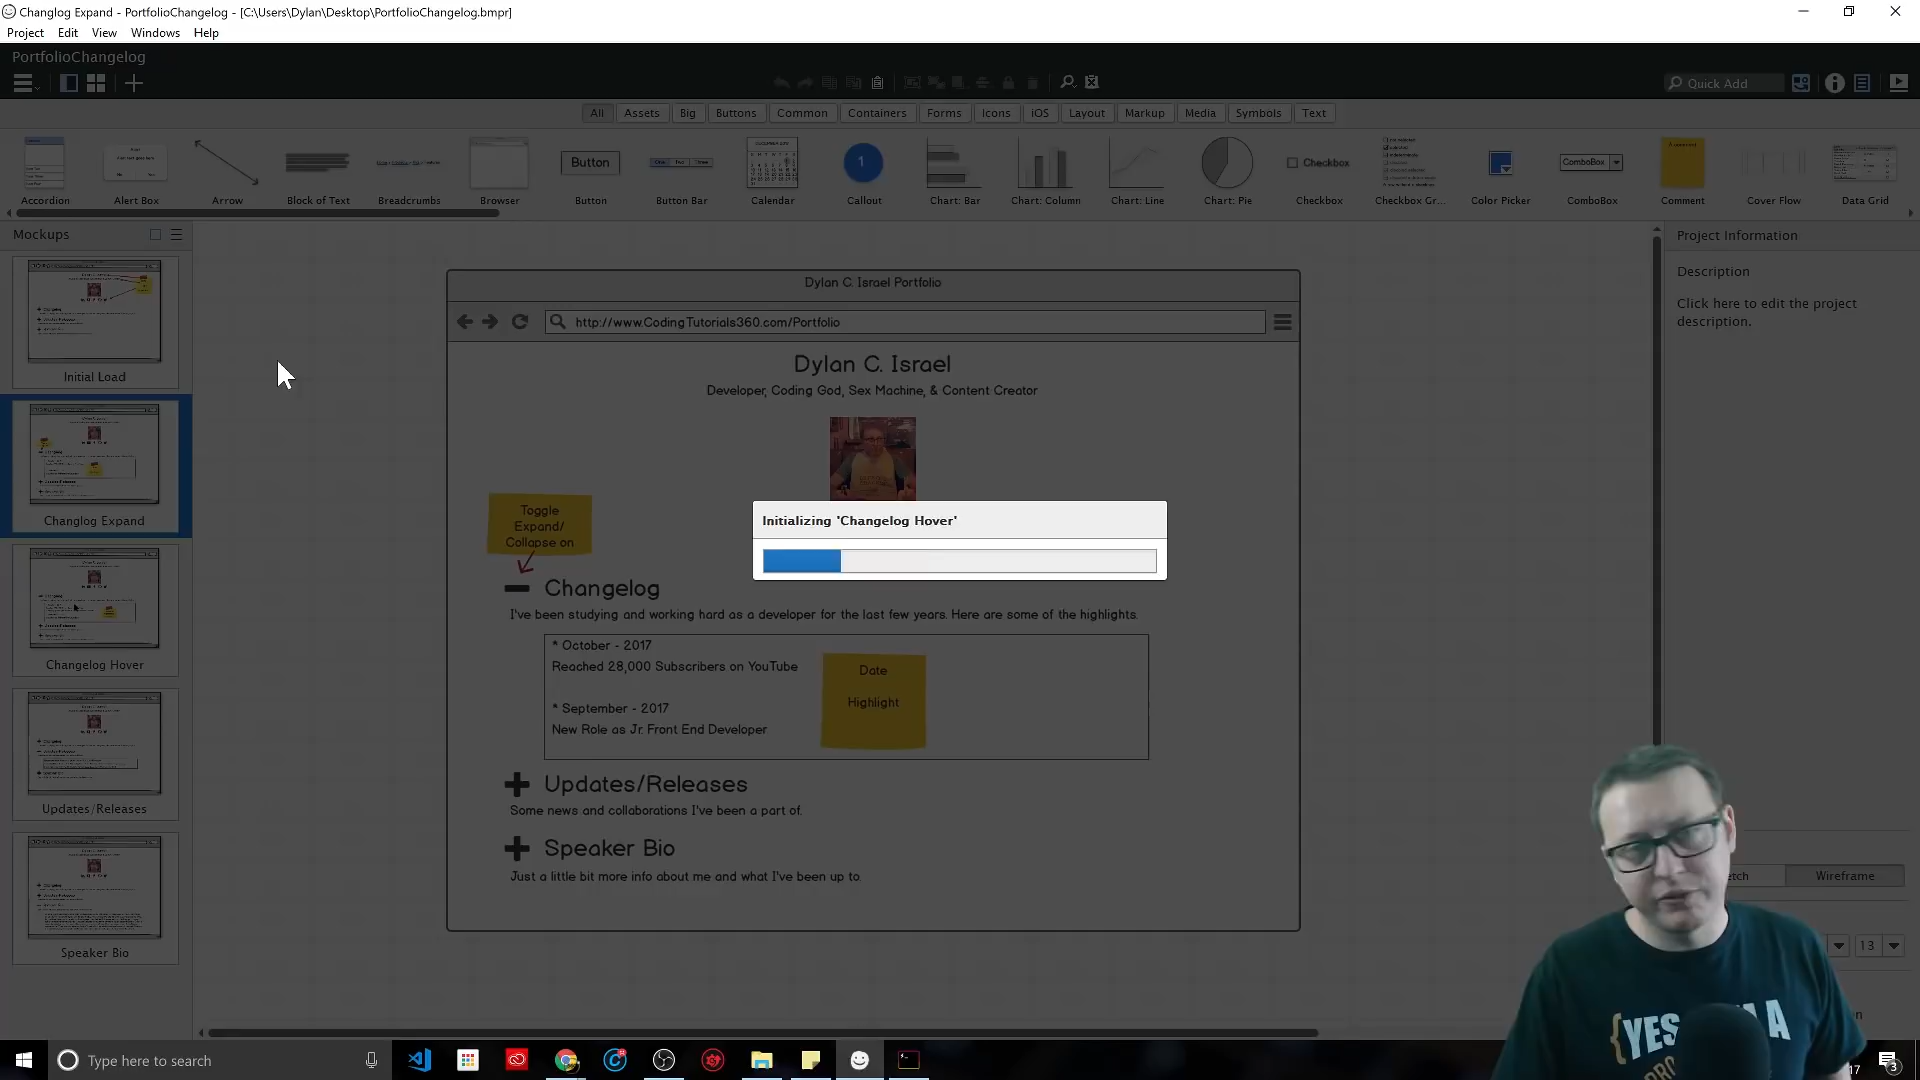 Changlog Expand - PortfolioChangelog - [C:\Users\Dylan\Desktop\PortfolioChangelog.bmpr]
Project Edit View Windows Help
PortfolioChangelog
Quick Add
All Assets Big Buttons Common Containers Forms Icons iOS Layout Markup Media Symbols Text
Button
1
Checkbox
ComboBox
Accordion Alert Box Arrow Block of Text Breadcrumbs Browser Button Button Bar Calendar Callout Chart: Bar Chart: Column Chart: Line Chart: Pie Checkbox Checkbox Gr... Color Picker ComboBox Comment Cover Flow Data Grid
Mockups
Initial Load
Changlog Expand
Changelog Hover
Updates/Releases
Speaker Bio
Dylan C. Israel Portfolio
http://www.CodingTutorials360.com/Portfolio
Dylan C. Israel
Developer, Coding God, Sex Machine, & Content Creator
Toggle
Expand/
Collapse on
Initializing 'Changelog Hover'
Changelog
I've been studying and working hard as a developer for the last few years. Here are some of the highlights.
* October - 2017
Reached 28,000 Subscribers on YouTube
* September - 2017
New Role as Jr. Front End Developer
Date
Highlight
Updates/Releases
Some news and collaborations I've been a part of.
Speaker Bio
Just a little bit more info about me and what I've been up to.
Project Information
Description
Click here to edit the project
description.
Wireframe
13
{YES
Type here to search
17
3